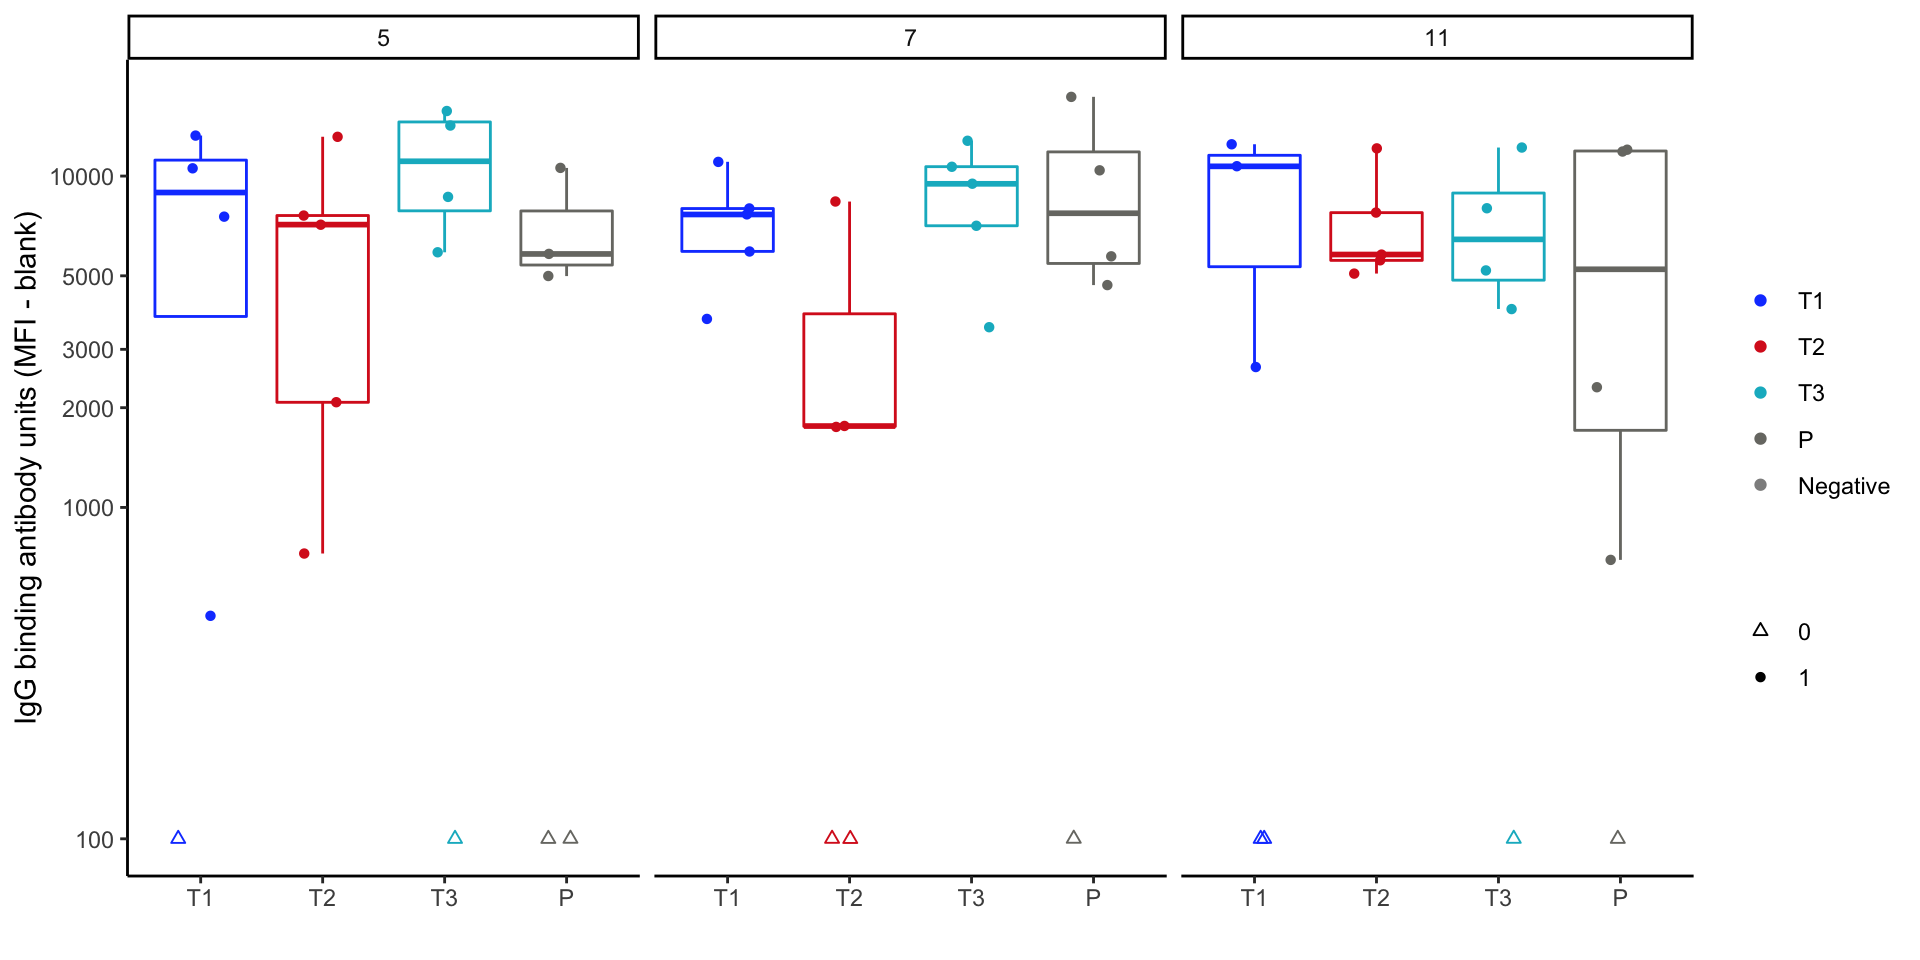 5
7
11
IgG binding antibody units (MFI - blank)
10000
5000
3000
2000
1000
100
T1
T2
T3
P
T1
T2
T3
P
T1
T2
T3
P
T1
T2
T3
P
Negative
0
1